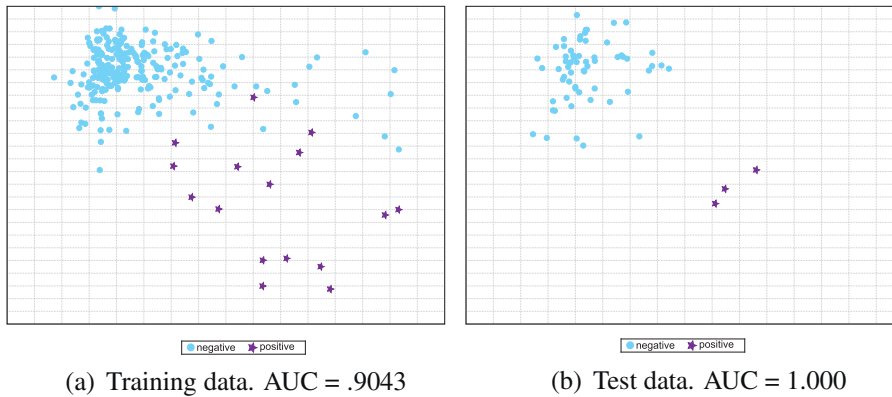 negative positive
negative positive
(a) Training data. AUC = .9043
(b) Test data. AUC = 1.000